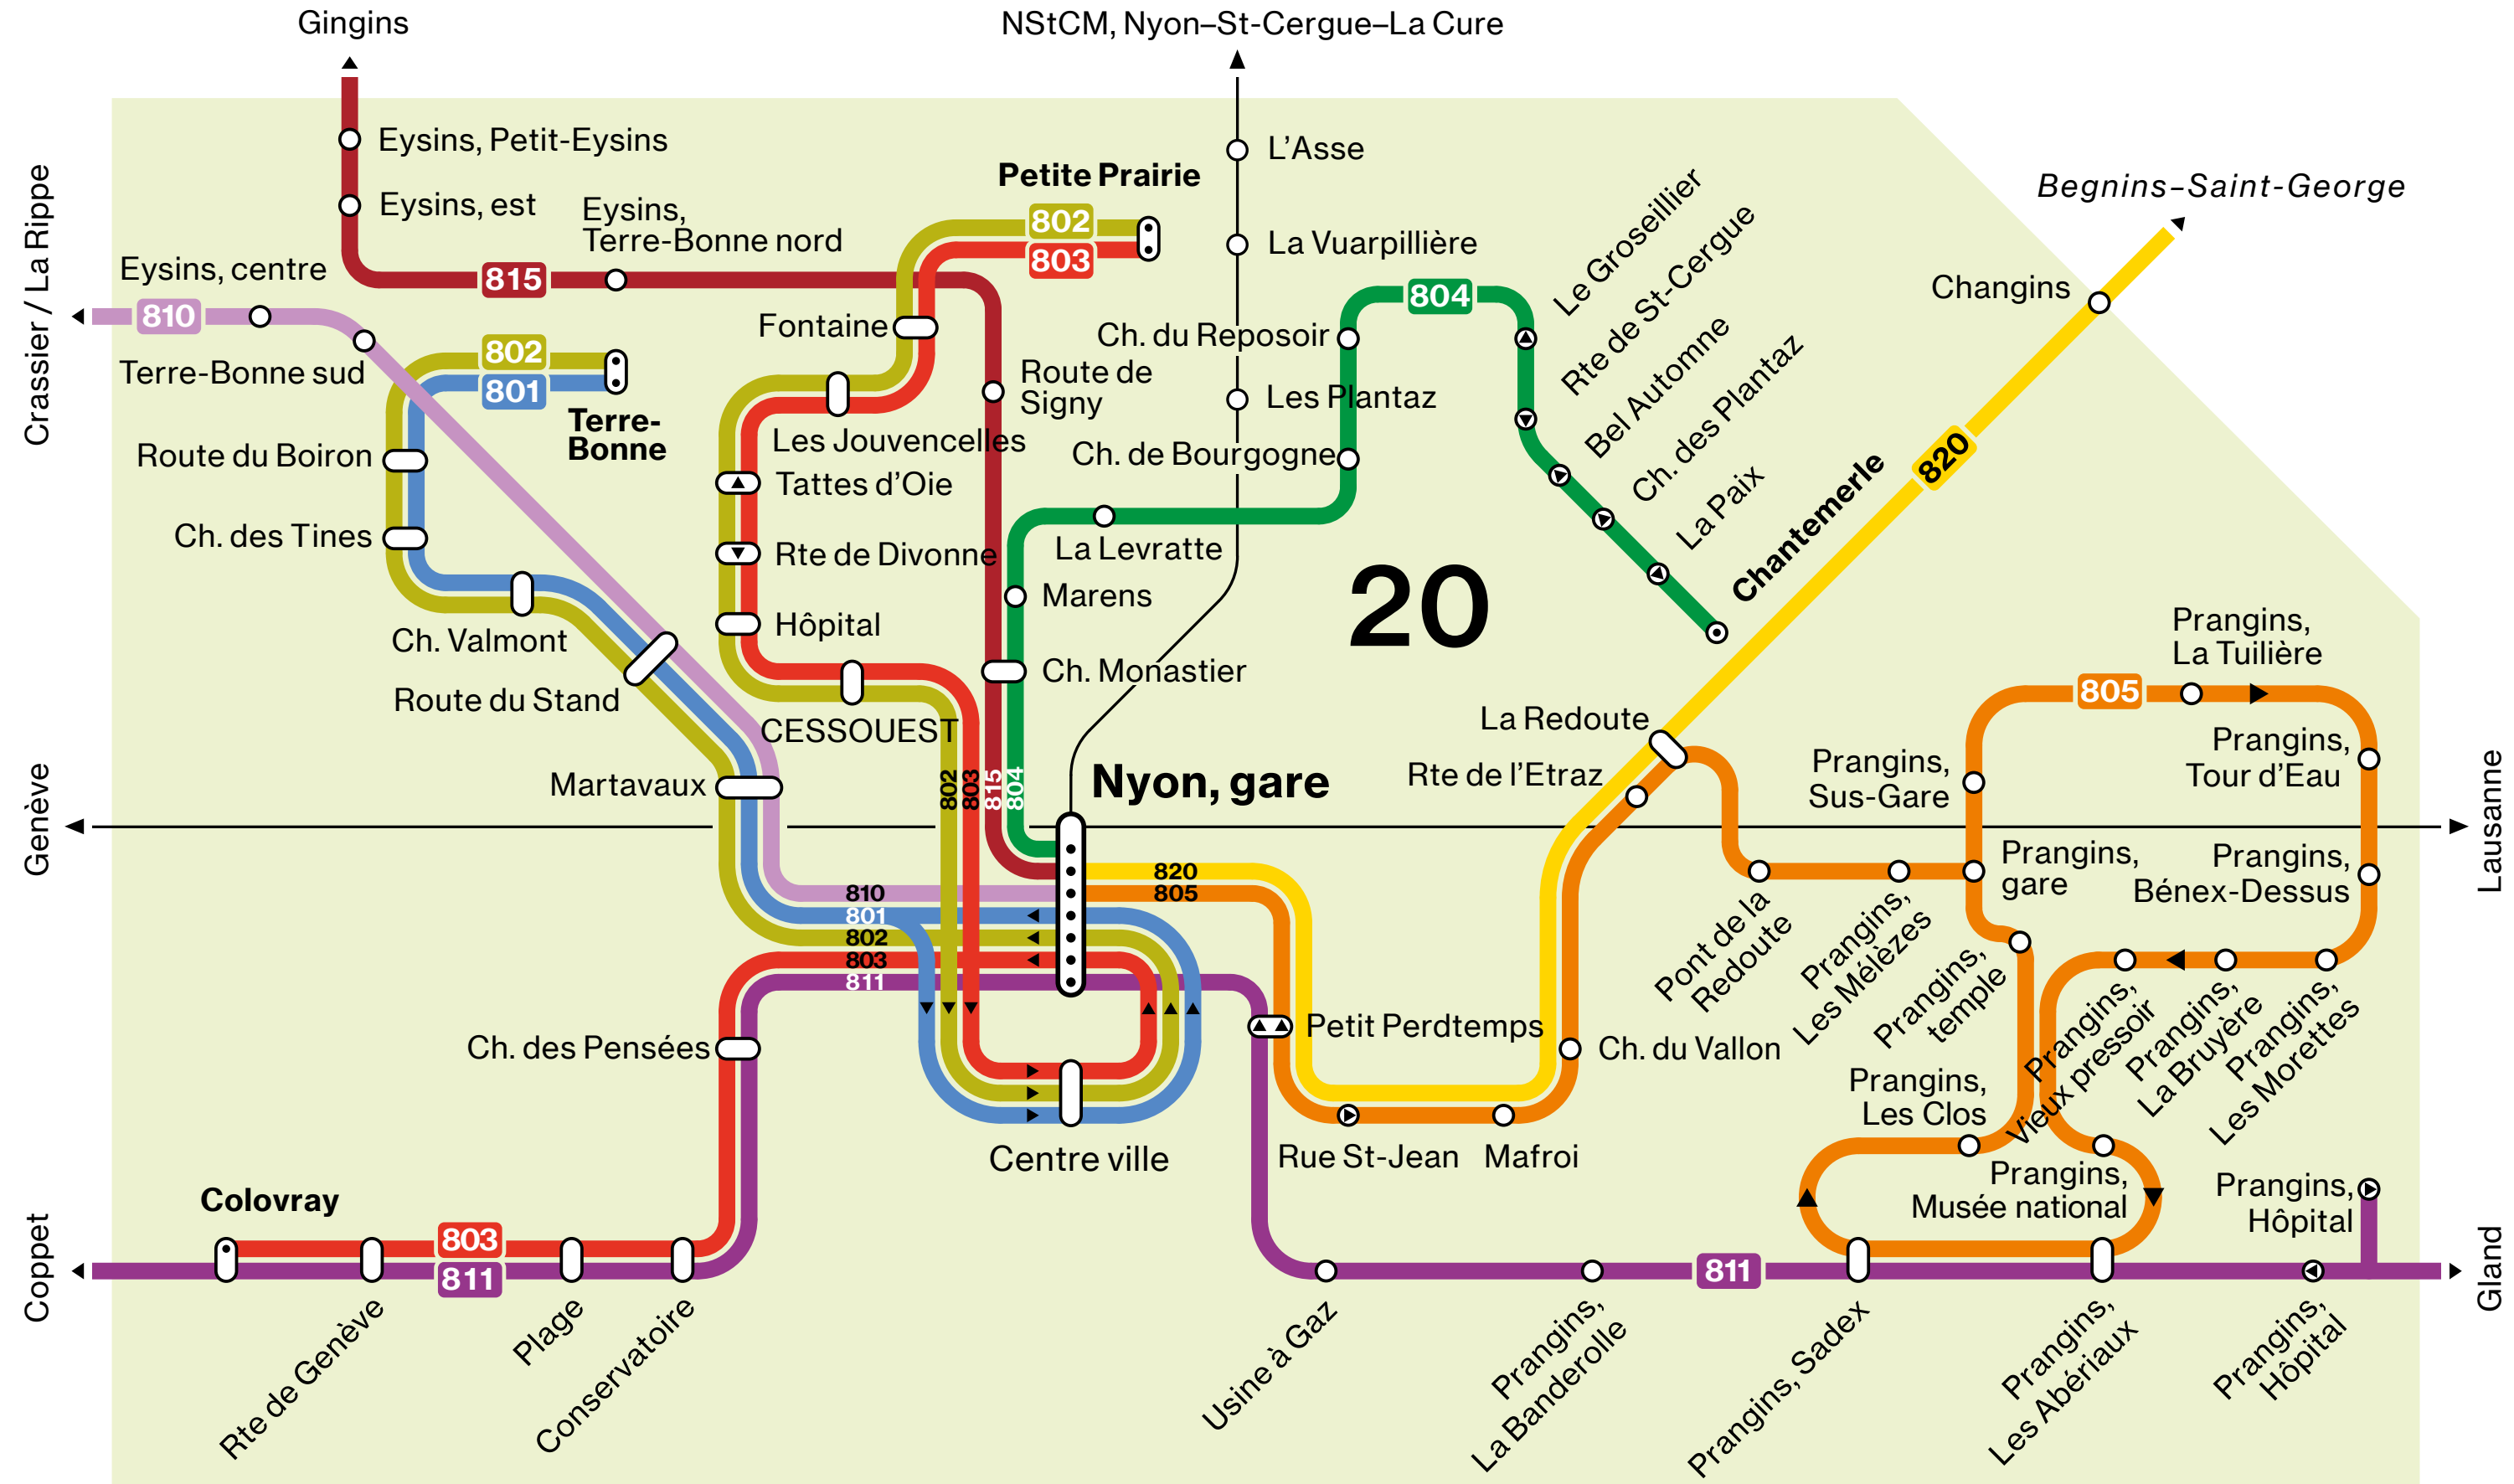 Gingins
NStCM, Nyon–St-Cergue–La Cure
Eysins, Petit-Eysins
L’Asse
Petite Prairie
Begnins–Saint-George
Crassier / La Rippe
Eysins, est
Eysins,
Terre-Bonne nord
802
803
La Vuarpillière
Le Groseillier
Rte de St-Cergue
Bel Automne
Ch. des Plantaz
La Paix
Chantemerle
Eysins, centre
815
804
Changins
810
Fontaine
Ch. du Reposoir
Terre-Bonne sud
802
801
Terre-
Bonne
Route de
Signy
Les Plantaz
Route du Boiron
Les Jouvencelles
Ch. de Bourgogne
820
Tattes d’Oie
Ch. des Tines
Rte de Divonne
La Levratte
Marens
20
Ch. Valmont
Hôpital
Prangins,
La Tuilière
Route du Stand
Ch. Monastier
805
CESSOUEST
La Redoute
Martavaux
802
803
815
804
Nyon, gare
Rte de l’Etraz
Prangins,
Sus-Gare
Prangins,
Tour d’Eau
Genève
Lausanne
810
801
802
803
811
820
805
Prangins,
gare
Prangins,
Bénex-Dessus
Pont de la
Redoute
Prangins,
Les Mélèzes
Prangins,
temple
Prangins,
Vieux pressoir
Prangins,
La Bruyère
Prangins,
Les Morettes
Ch. des Pensées
Petit Perdtemps
Ch. du Vallon
Prangins,
Les Clos
Centre ville
Rue St-Jean
Mafroi
Prangins,
Musée national
Prangins,
Hôpital
Colovray
803
811
811
Coppet
Gland
Rte de Genève
Plage
Conservatoire
Usine à Gaz
Prangins,
La Banderolle
Prangins, Sadex
Prangins,
Les Abériaux
Prangins,
Hôpital